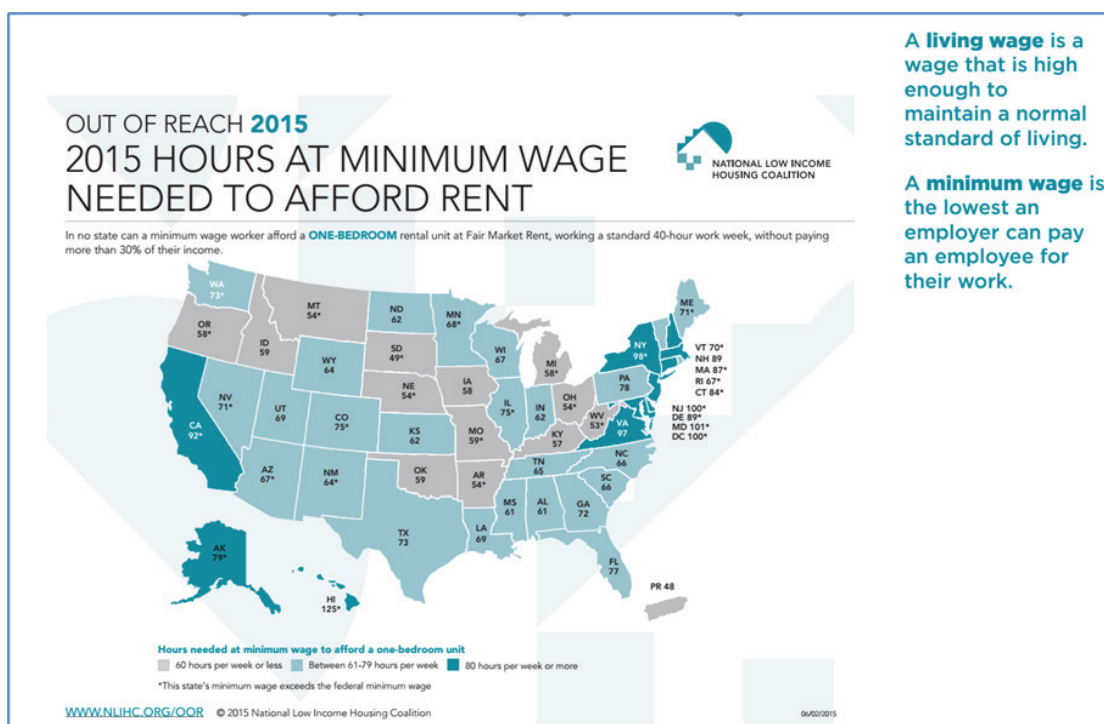 OUT OF REACH 2015
2015 HOURS AT MINIMUM WAGE
NEEDED TO AFFORD RENT
NATIONAL LOW INCOME
HOUSING COALITION
In no state can a minimum wage worker afford a ONE-BEDROOM rental unit at Fair Market Rent, working a standard 40-hour work week, without paying
more than 30% of their income.
WA
73*
OR
58*
ID
59
MT
54*
ND
62
MN
68*
SD
49*
WY
64
WI
67
MI
58*
NY
98*
ME
71*
VT 70*
NH 89
MA 87*
RI 67*
CT 84*
NJ 100*
DE 89*
MD 101*
DC 100*
CA
92*
NV
71*
UT
69
CO
75*
NE
54*
IA
58
IL
75*
IN
62
OH
54*
PA
78
WV
53*
VA
97
KS
62
MO
59*
KY
57
AZ
67*
NM
64*
OK
59
AR
54*
TN
65
NC
66
SC
66
TX
73
LA
69
MS
61
AL
61
GA
72
FL
77
AK
79*
HI
125*
PR 48
Hours needed at minimum wage to afford a one-bedroom unit
60 hours per week or less
Between 61-79 hours per week
80 hours per week or more
*This state's minimum wage exceeds the federal minimum wage
WWW.NLIHC.ORG/OOR © 2015 National Low Income Housing Coalition
06/02/2015
A living wage is a
wage that is high
enough to
maintain a normal
standard of living.
A minimum wage is
the lowest an
employer can pay
an employee for
their work.